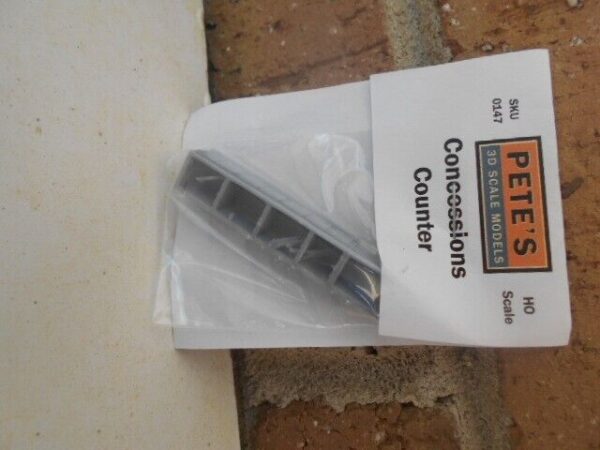 SKU
0147
PETE'S
3D SCALE MODELS
HO
Scale
Concessions
Counter